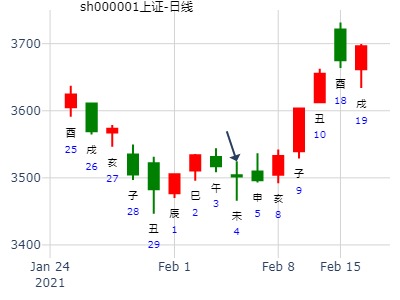 sh000001上证-日线
3700
3600
3500
3400
酉
25
戌
26
亥
27
子
28
丑
29
辰
1
巳
2
午
3
未
4
申
5
亥
8
子
9
丑
10
酉
18
戌
19
Jan 24
2021
Feb 1
Feb 8
Feb 15